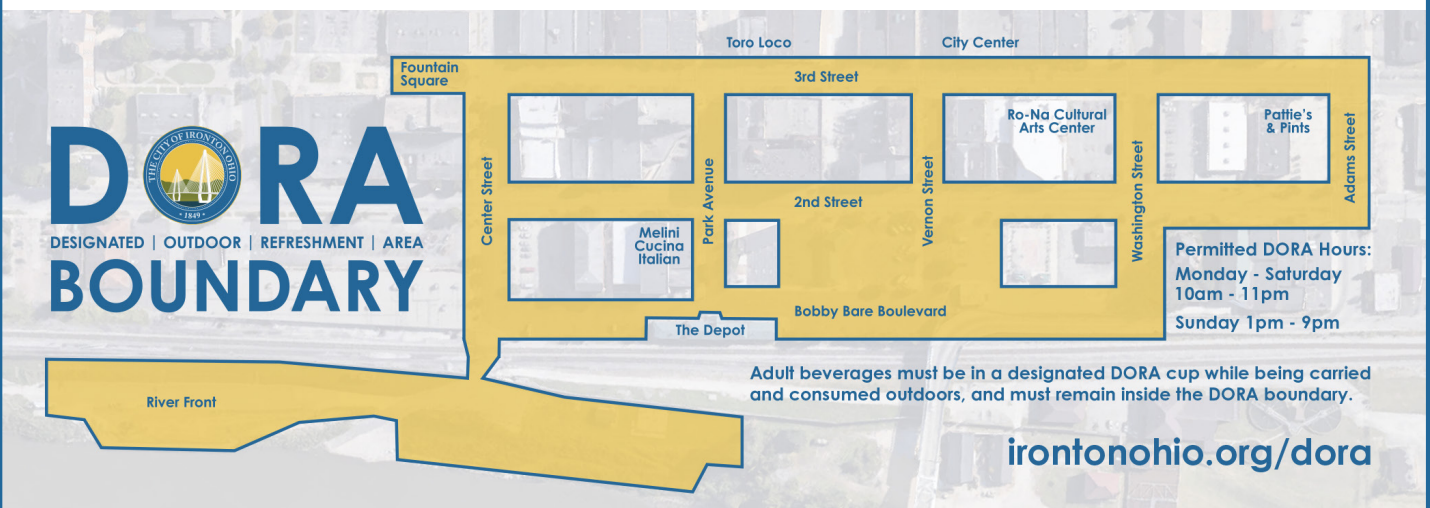 Toro Loco
City Center
Fountain
Square
3rd Street
DORA
THE CITY OF IRONTON OHIO
• 1849 •
DESIGNATED | OUTDOOR | REFRESHMENT | AREA
BOUNDARY
Ro-Na Cultural
Arts Center
Pattie's
& Pints
Center Street
Park Avenue
Vernon Street
Washington Street
Adams Street
2nd Street
Melini
Cucina
Italian
Bobby Bare Boulevard
The Depot
River Front
Permitted DORA Hours:
Monday - Saturday
10am - 11pm
Sunday 1pm - 9pm
Adult beverages must be in a designated DORA cup while being carried
and consumed outdoors, and must remain inside the DORA boundary.
irontonohio.org/dora